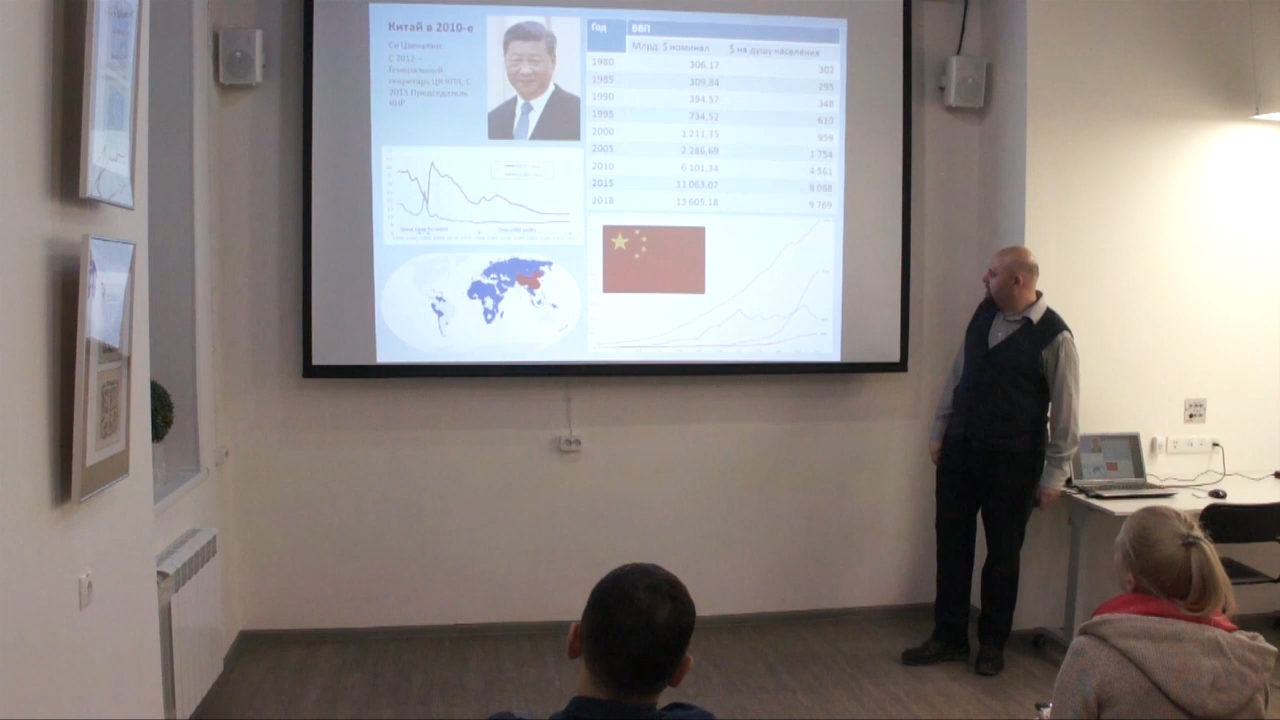 Китай в 2010-е
Си Цзиньпин.
С 2012 –
Генеральный
секретарь ЦК КПК, С
2013 Председатель
КНР
Год ВВП
Млрд. $ номинал $ на душу населения
1980 306,17 302
1985 309,84 293
1990 394,57 348
1995 734,52 610
2000 1 211,35 959
2005 2 286,69 1 754
2010 6 101,34 4 561
2015 11 063,07 8 068
2018 13 605,18 9 769